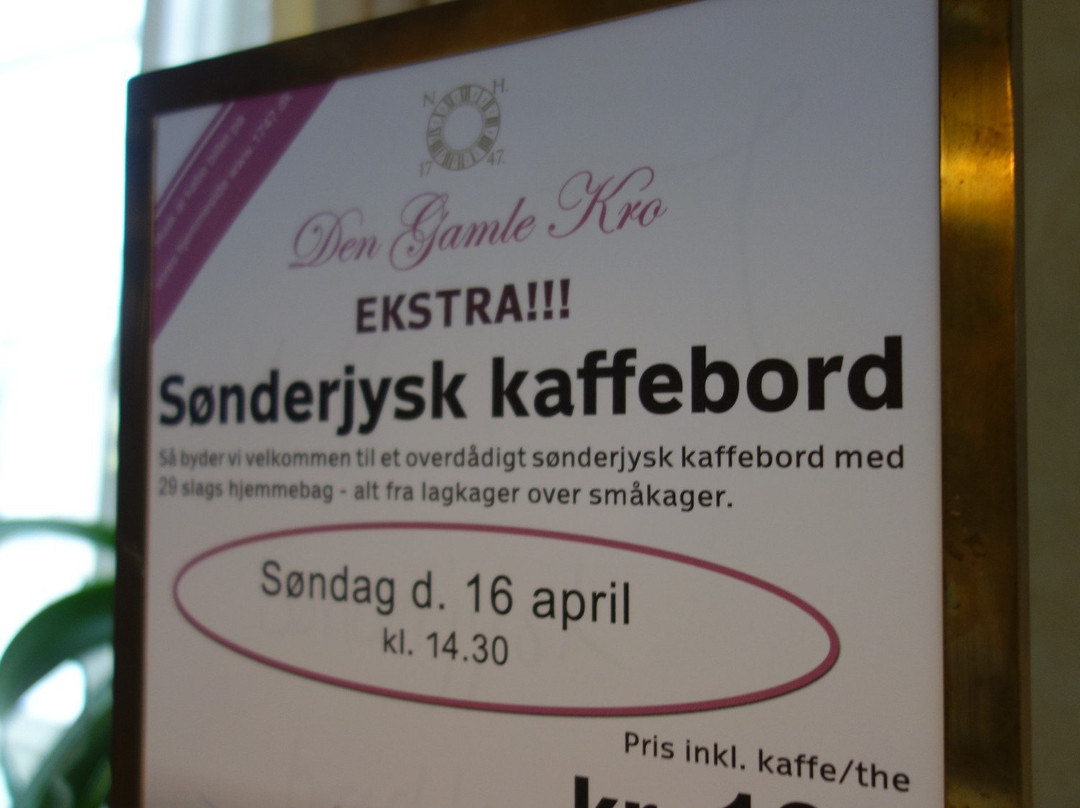 N. H.
17 47.
Den Gamle Kro
EKSTRA!!!
Sønderjysk kaffebord
Så byder vi velkommen til et overdådigt sønderjysk kaffebord med
29 slags hjemmebag - alt fra lagkager over småkager.
Søndag d. 16 april
kl. 14.30
Pris inkl. kaffe/the
kr.